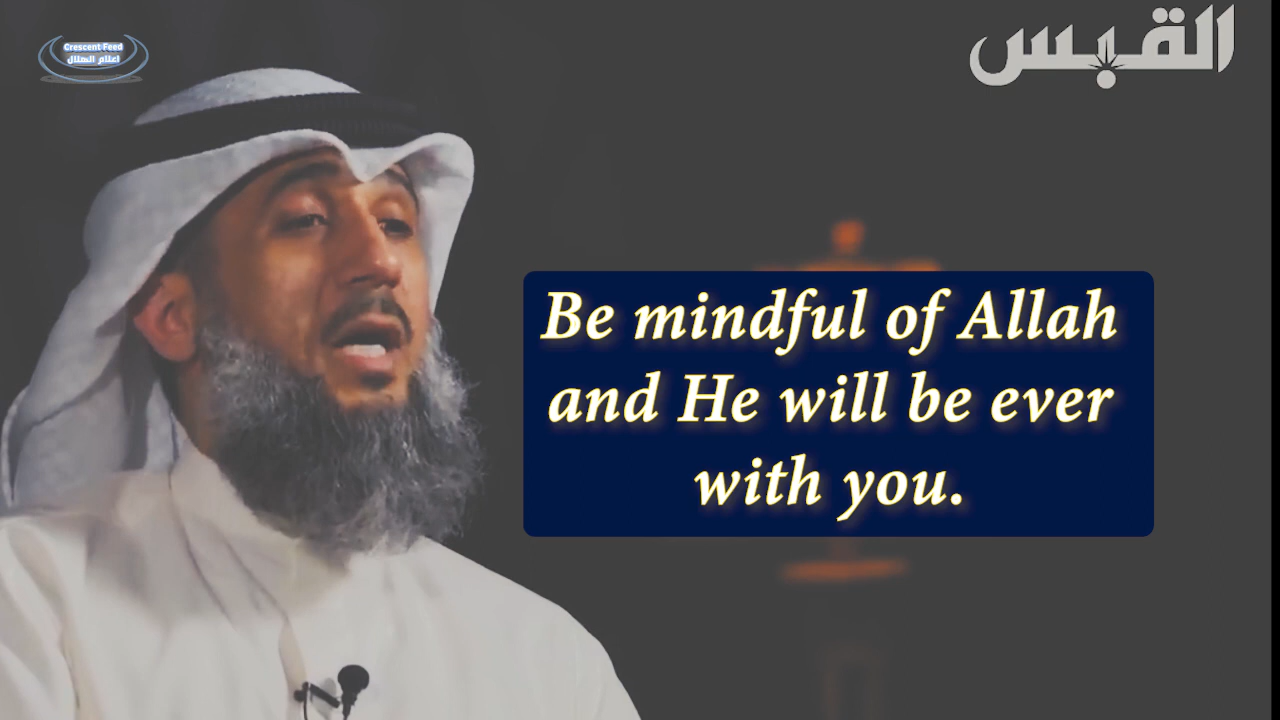 Crescent Feed
اعلام الهلال
القبس
Be mindful of Allah
and He will be ever
with you.